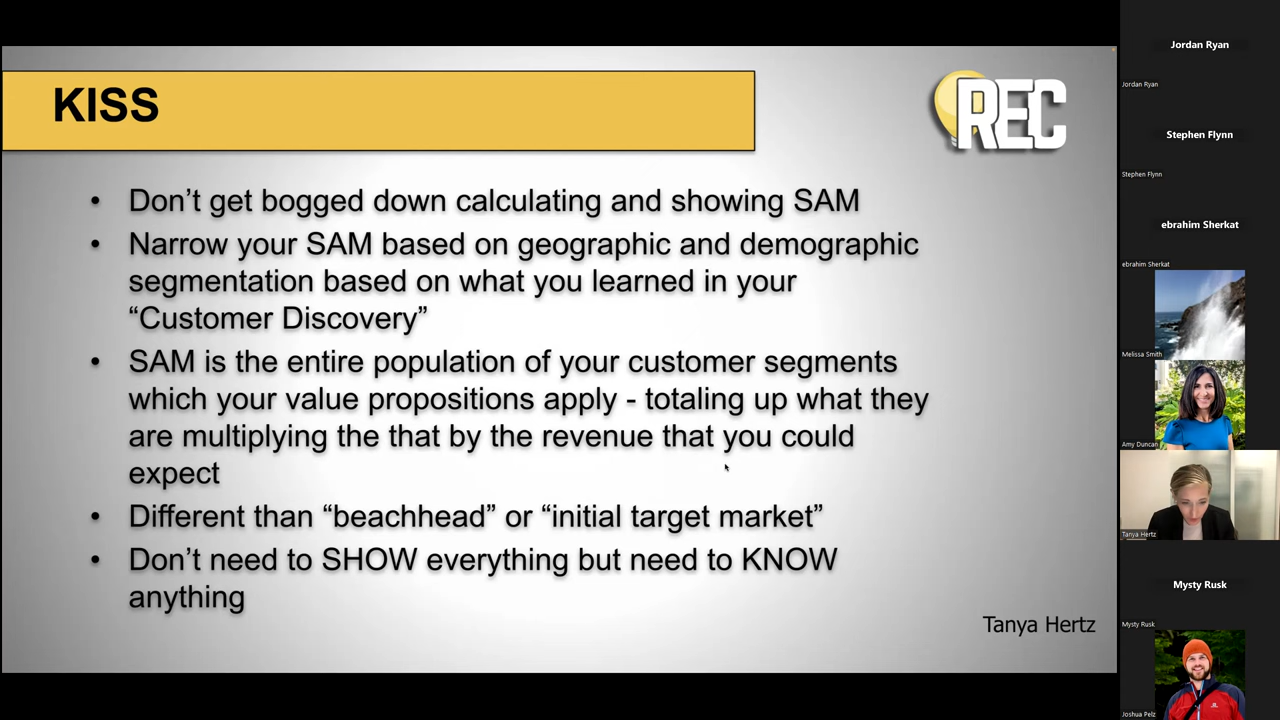 KISS
REC
• Don’t get bogged down calculating and showing SAM
• Narrow your SAM based on geographic and demographic
segmentation based on what you learned in your
“Customer Discovery”
• SAM is the entire population of your customer segments
which your value propositions apply - totaling up what they
are multiplying the that by the revenue that you could
expect
• Different than “beachhead” or “initial target market”
• Don’t need to SHOW everything but need to KNOW
anything
Tanya Hertz
Jordan Ryan
Jordan Ryan
Stephen Flynn
Stephen Flynn
ebrahim Sherkat
ebrahim Sherkat
Melissa Smith
Amy Duncan
Tanya Hertz
Mysty Rusk
Mysty Rusk
Joshua Pelz